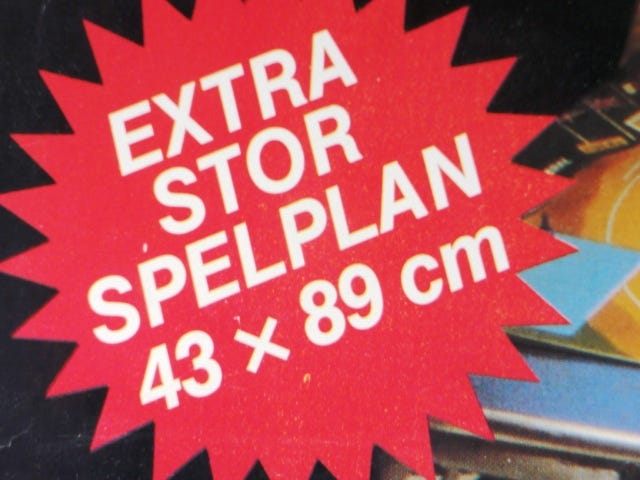 EXTRA
STOR
SPELPLAN
43 × 89 cm